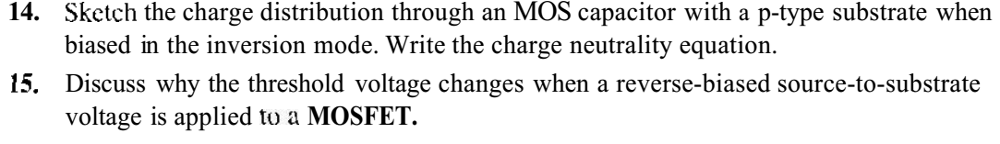 14. Sketch the charge distribution through an MOS capacitor with a p-type substrate when
biased in the inversion mode. Write the charge neutrality equation.
15. Discuss why the threshold voltage changes when a reverse-biased source-to-substrate
voltage is applied to a MOSFET.